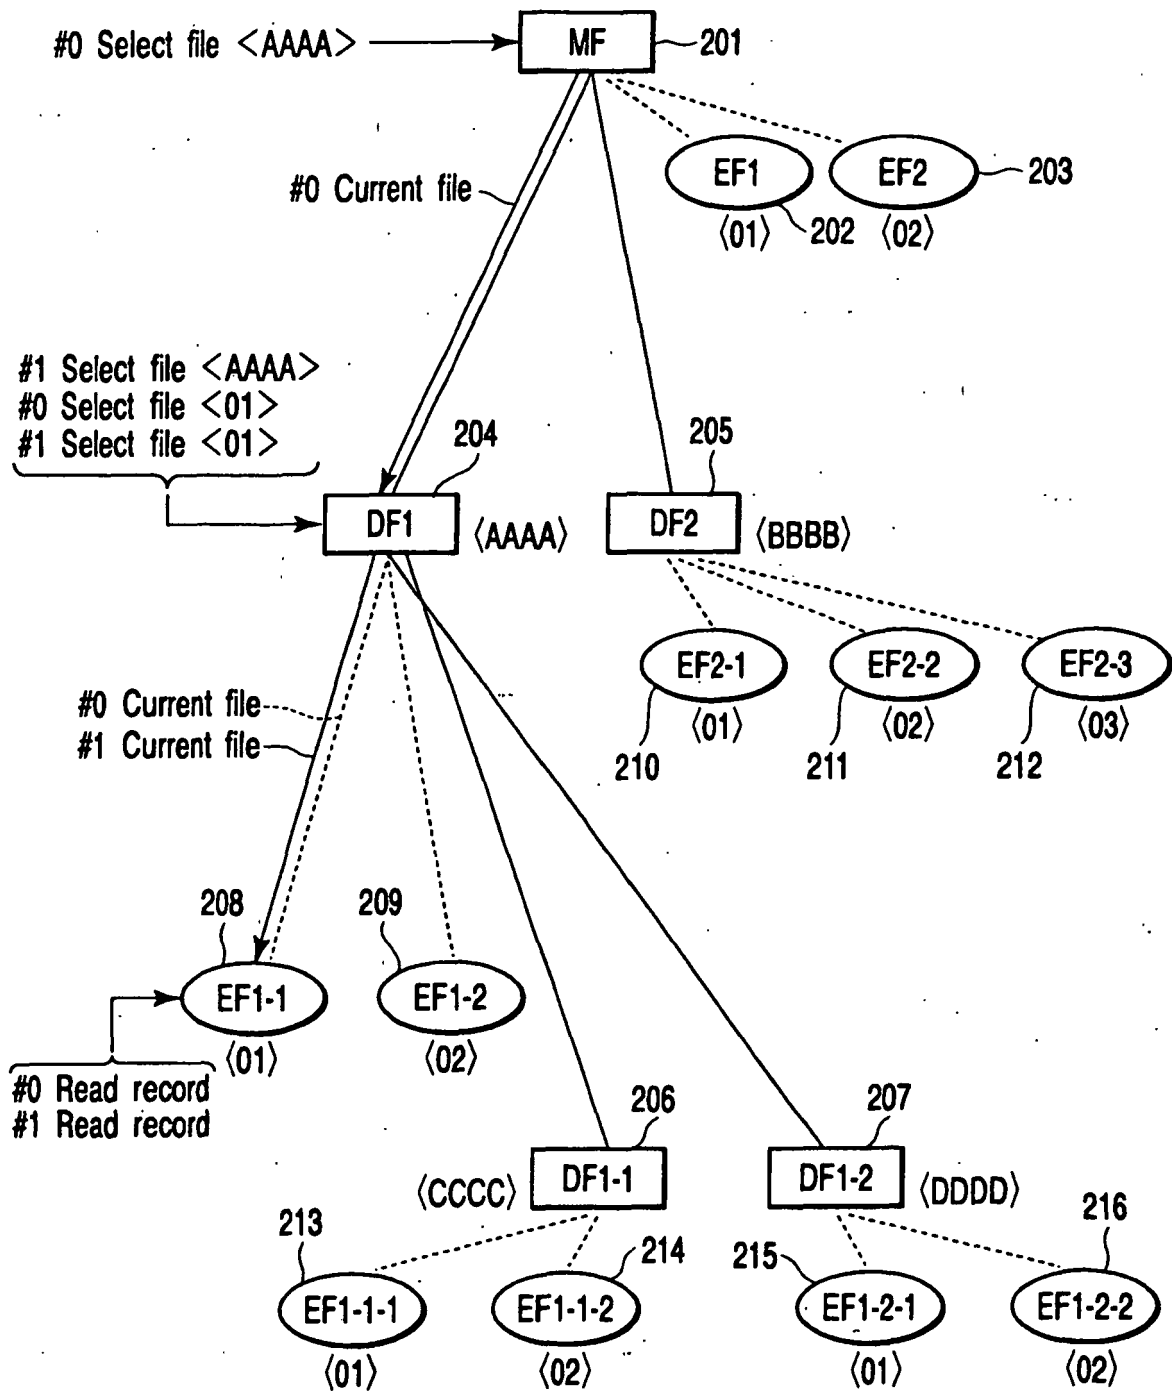 #0 Select file <AAAA>
MF
201
EF1
EF2
203
#0 Current file
〈01〉
202
〈02〉
#1 Select file <AAAA>
#0 Select file <01>
#1 Select file <01>
204
205
DF1
〈AAAA〉
DF2
〈BBBB〉
EF2-1
EF2-2
EF2-3
#0 Current file
〈01〉
〈02〉
〈03〉
#1 Current file
210
211
212
208
209
EF1-1
EF1-2
〈01〉
〈02〉
#0 Read record
#1 Read record
206
207
DF1-1
DF1-2
〈CCCC〉
〈DDDD〉
213
214
215
216
EF1-1-1
EF1-1-2
EF1-2-1
EF1-2-2
〈01〉
〈02〉
〈01〉
〈02〉